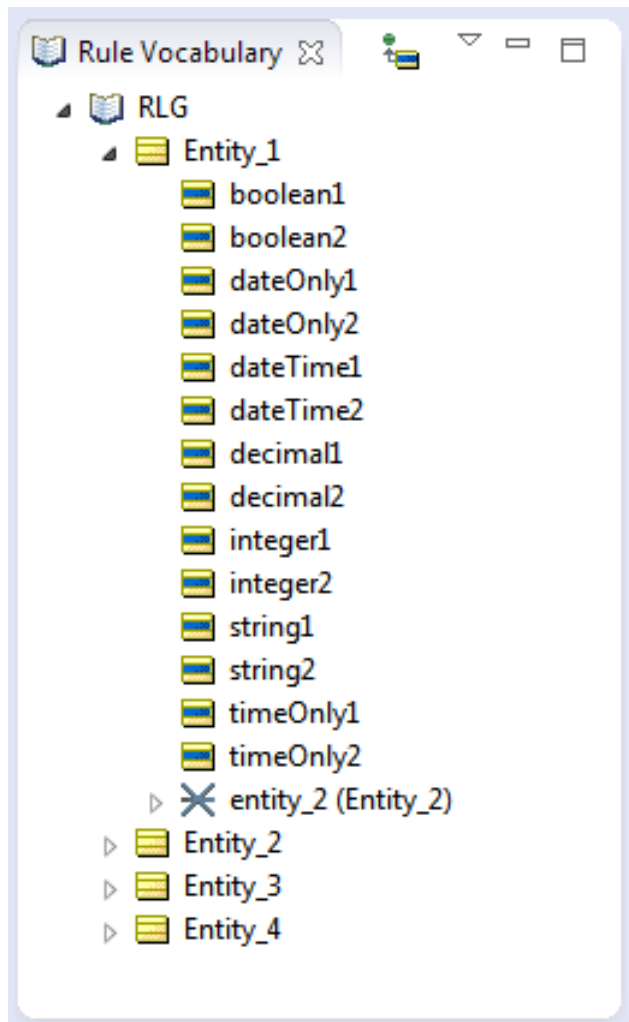 Rule Vocabulary
RLG
Entity_1
boolean1
boolean2
dateOnly1
dateOnly2
dateTime1
dateTime2
decimal1
decimal2
integer1
integer2
string1
string2
timeOnly1
timeOnly2
entity_2 (Entity_2)
Entity_2
Entity_3
Entity_4